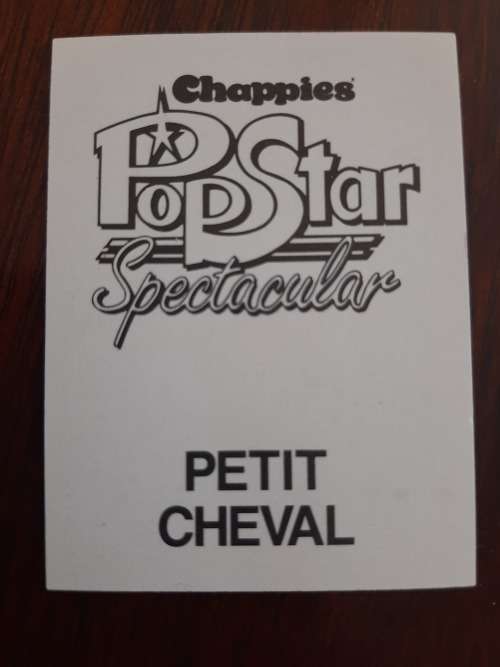 Chappies
PopStar
Spectacular
PETIT
CHEVAL